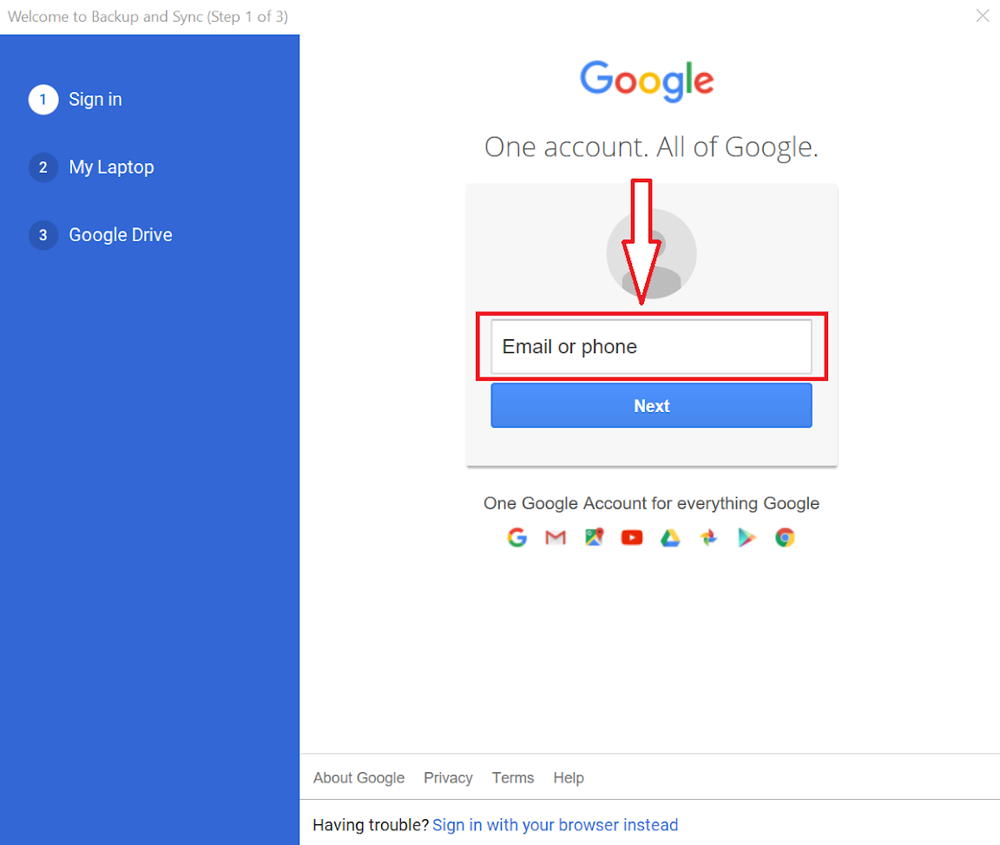 Welcome to Backup and Sync (Step 1 of 3)
1 Sign in
2 My Laptop
3 Google Drive
Google
One account. All of Google.
Email or phone
Next
One Google Account for everything Google
About Google Privacy Terms Help
Having trouble? Sign in with your browser instead